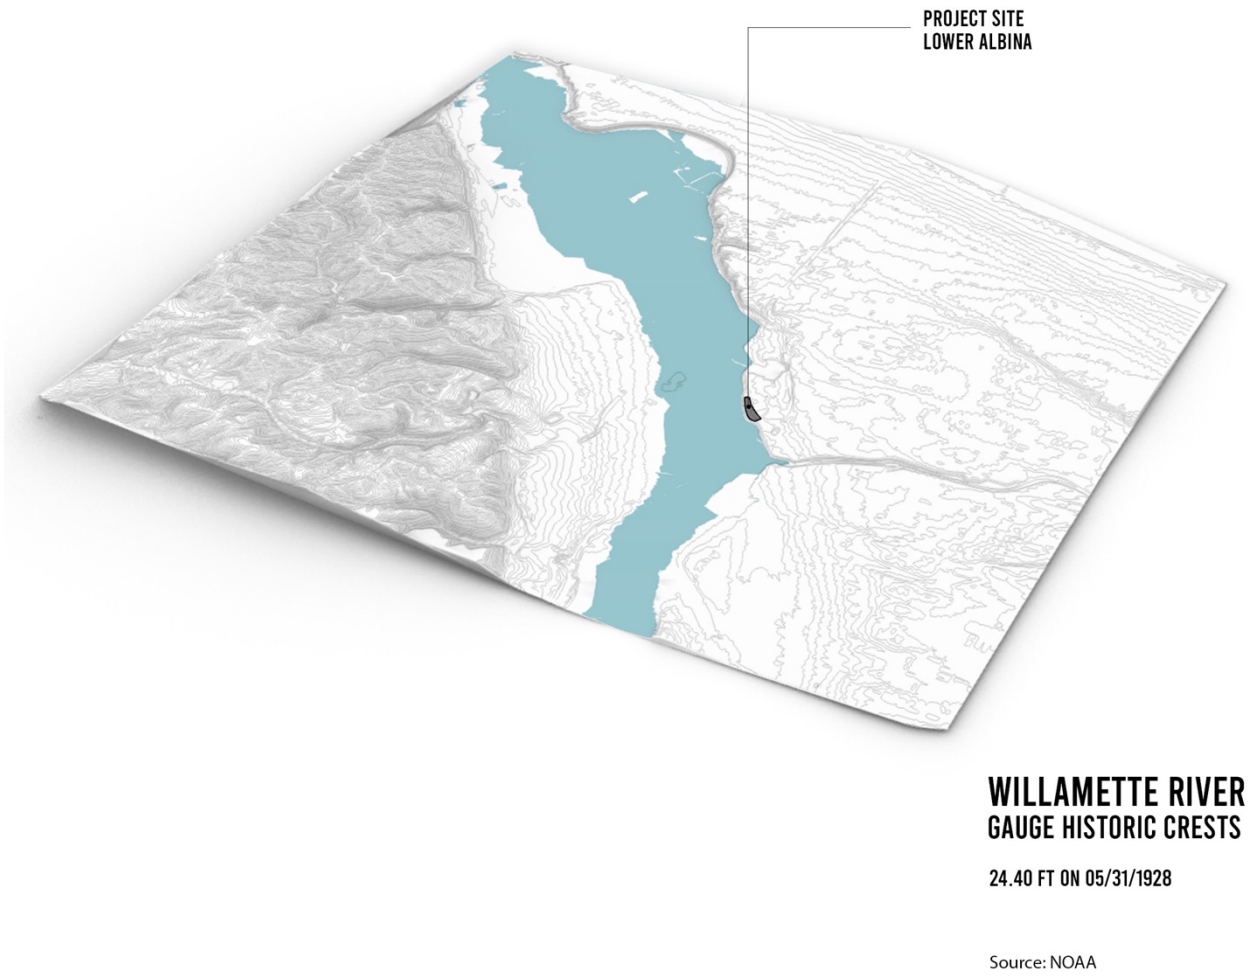 PROJECT SITE
LOWER ALBINA
WILLAMETTE RIVER
GAUGE HISTORIC CRESTS
24.40 FT ON 05/31/1928
Source: NOAA